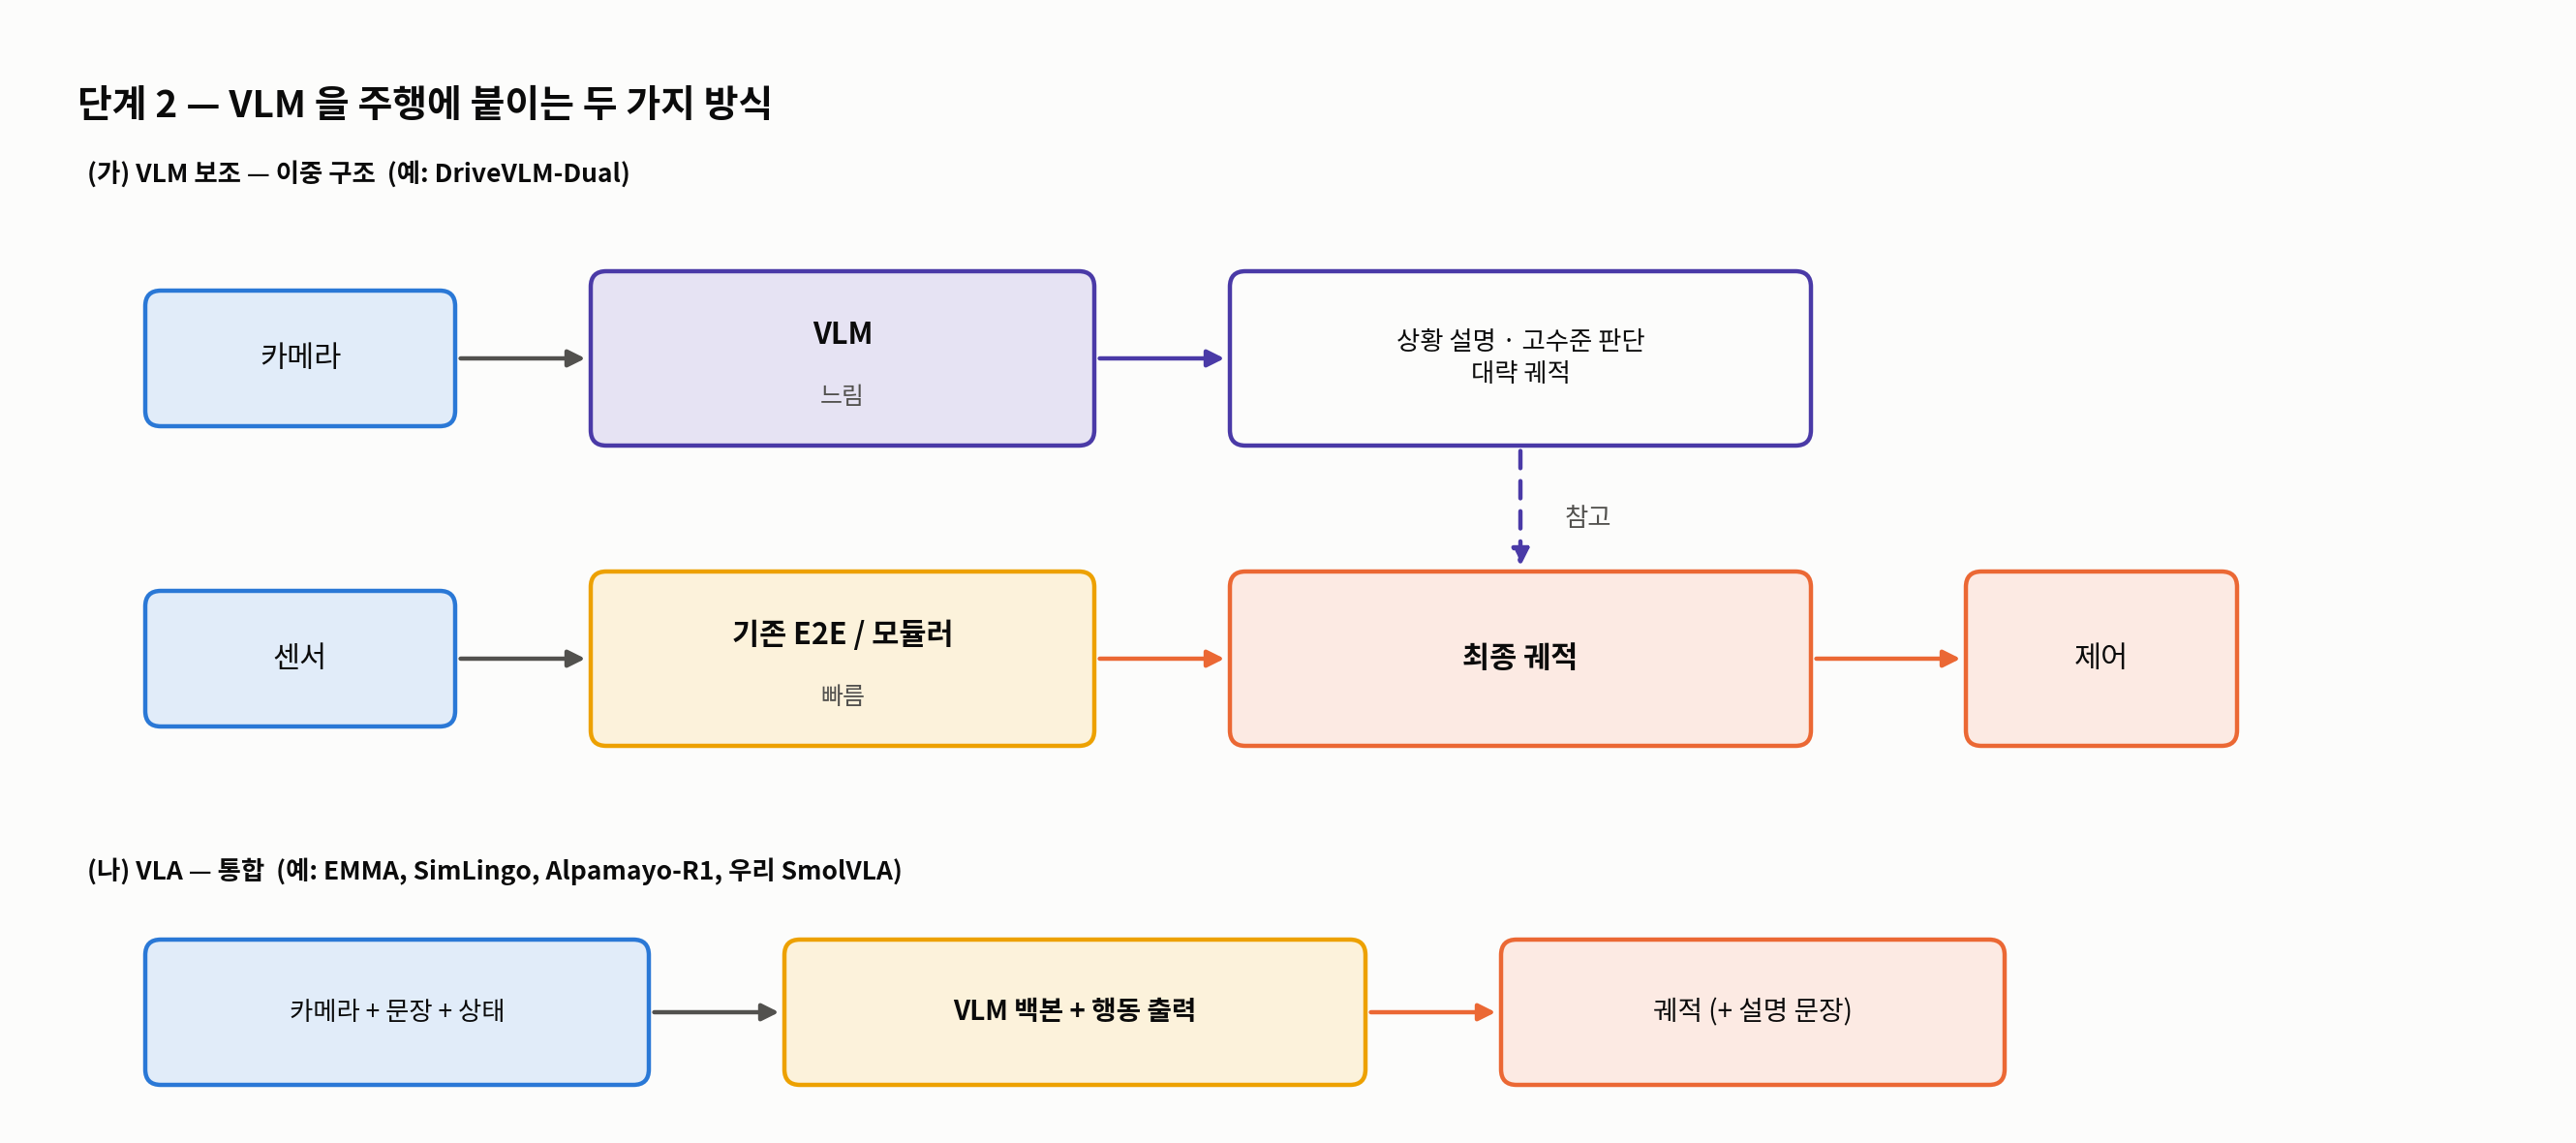 단계 2 — VLM 을 주행에 붙이는 두 가지 방식
(가) VLM 보조 — 이중 구조 (예: DriveVLM-Dual)
카메라
VLM
느림
상황 설명 · 고수준 판단
대략 궤적
참고
센서
기존 E2E / 모듈러
빠름
최종 궤적
제어
(나) VLA — 통합 (예: EMMA, SimLingo, Alpamayo-R1, 우리 SmolVLA)
카메라 + 문장 + 상태
VLM 백본 + 행동 출력
궤적 (+ 설명 문장)